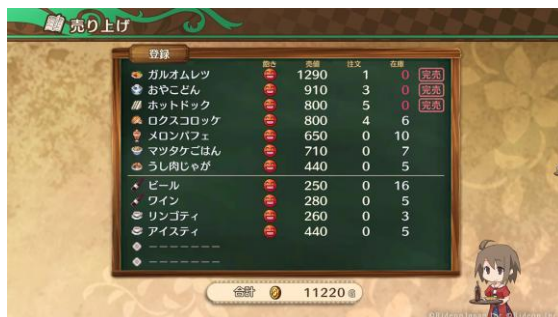 売り上げ
登録
飽き 売値 注文 在庫
ガルオムレツ 1290 1 0 完売
おやこどん 910 3 0 完売
ホットドック 800 5 0 完売
ロクスコロッケ 800 4 6
メロンパフェ 650 0 10
マツタケごはん 710 0 7
うし肉じゃが 440 0 5
ビール 250 0 16
ワイン 280 0 5
リンゴティ 260 0 3
アイスティ 440 0 5
-------
-------
合計 11220 G